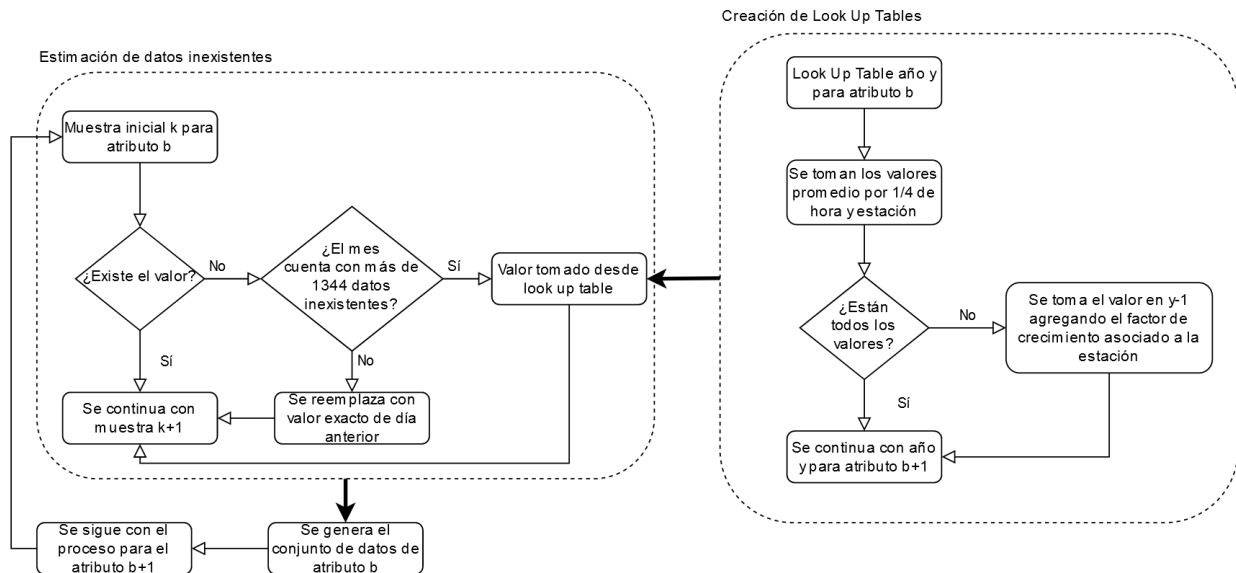 Creación de Look Up Tables
Estimación de datos inexistentes
Look Up Table año y
para atributo b
Muestra inicial k para
atributo b
Se toman los valores
promedio por 1/4 de
hora y estación
¿Existe el valor?
No
¿El mes
cuenta con más de
1344 datos
inexistentes?
Sí
Valor tomado desde
look up table
¿Están
todos los
valores?
No
Se toma el valor en y-1
agregando el factor de
crecimiento asociado a la
estación
Sí
No
Se continua con
muestra k+1
Se reemplaza con
valor exacto de día
anterior
Sí
Se continua con año
y para atributo b+1
Se sigue con el
proceso para el
atributo b+1
Se genera el
conjunto de datos de
atributo b